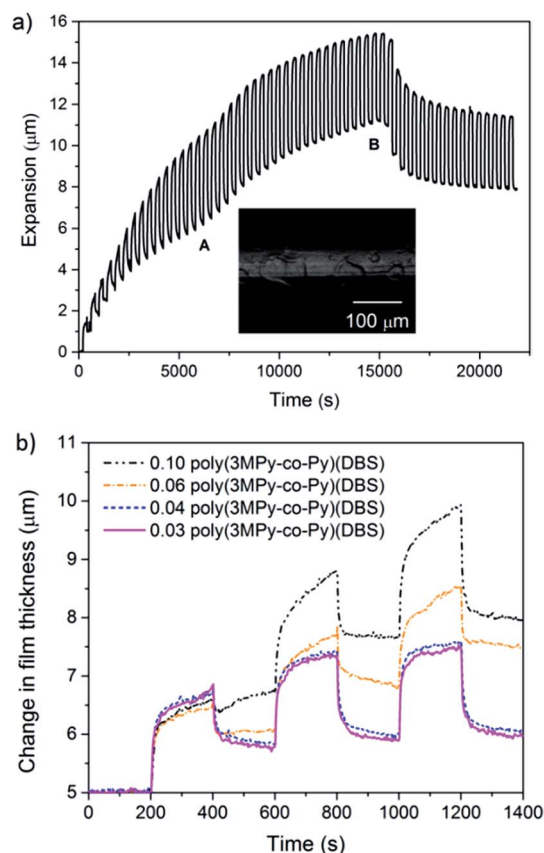 a)
16
14
12
10
8
6
4
2
0
Expansion (μm)
A
B
100 μm
0 5000 10000 15000 20000
Time (s)
b)
11
10
9
8
7
6
5
Change in film thickness (μm)
0.10 poly(3MPy-co-Py)(DBS)
0.06 poly(3MPy-co-Py)(DBS)
0.04 poly(3MPy-co-Py)(DBS)
0.03 poly(3MPy-co-Py)(DBS)
0 200 400 600 800 1000 1200 1400
Time (s)